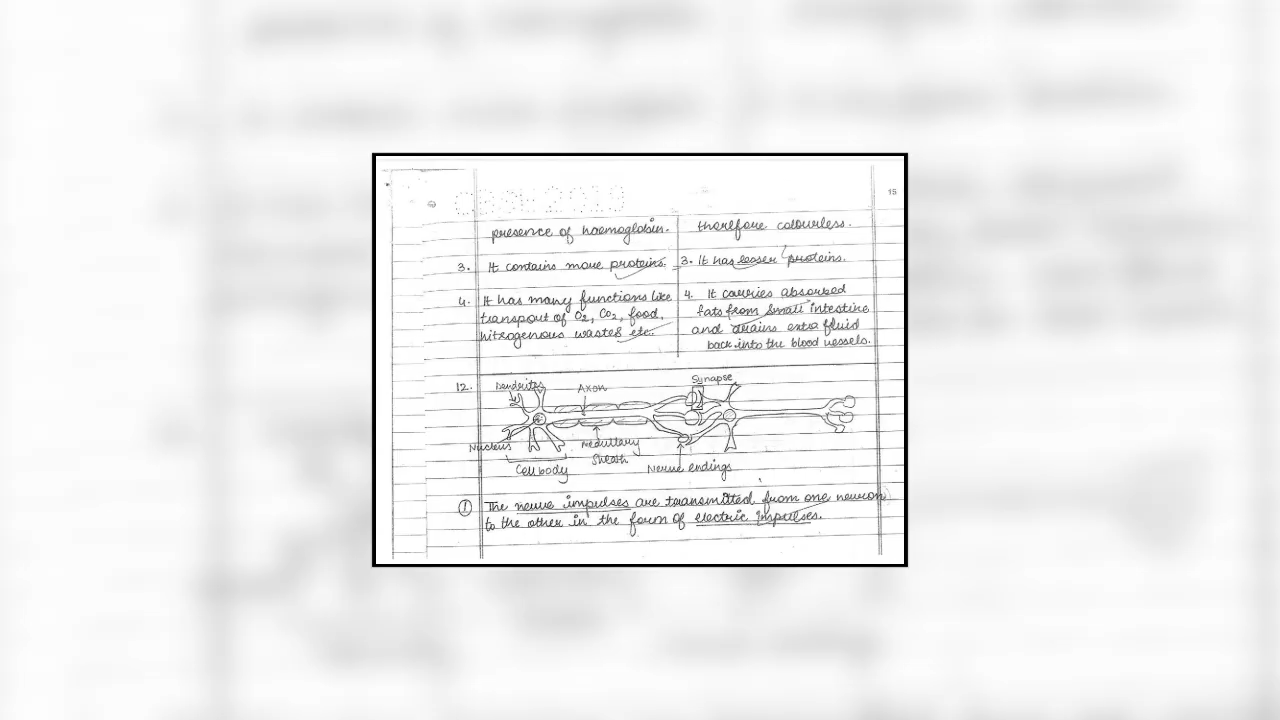 15
presence of haemoglobin.
therefore colourless.
3. It contains more proteins.
3. It has lesser proteins.
4. It has many functions like
transport of O2, CO2, food,
nitrogenous wastes etc.
4. It carries absorbed
fats from small intestine
and drains extra fluid
back into the blood vessels.
12.
Dendrites
Axon
Synapse
Nucleus
Medullary
Sheath
Cell body
Nerve endings
1 The nerve impulses are transmitted from one neuron
to the other in the form of electric impulses.